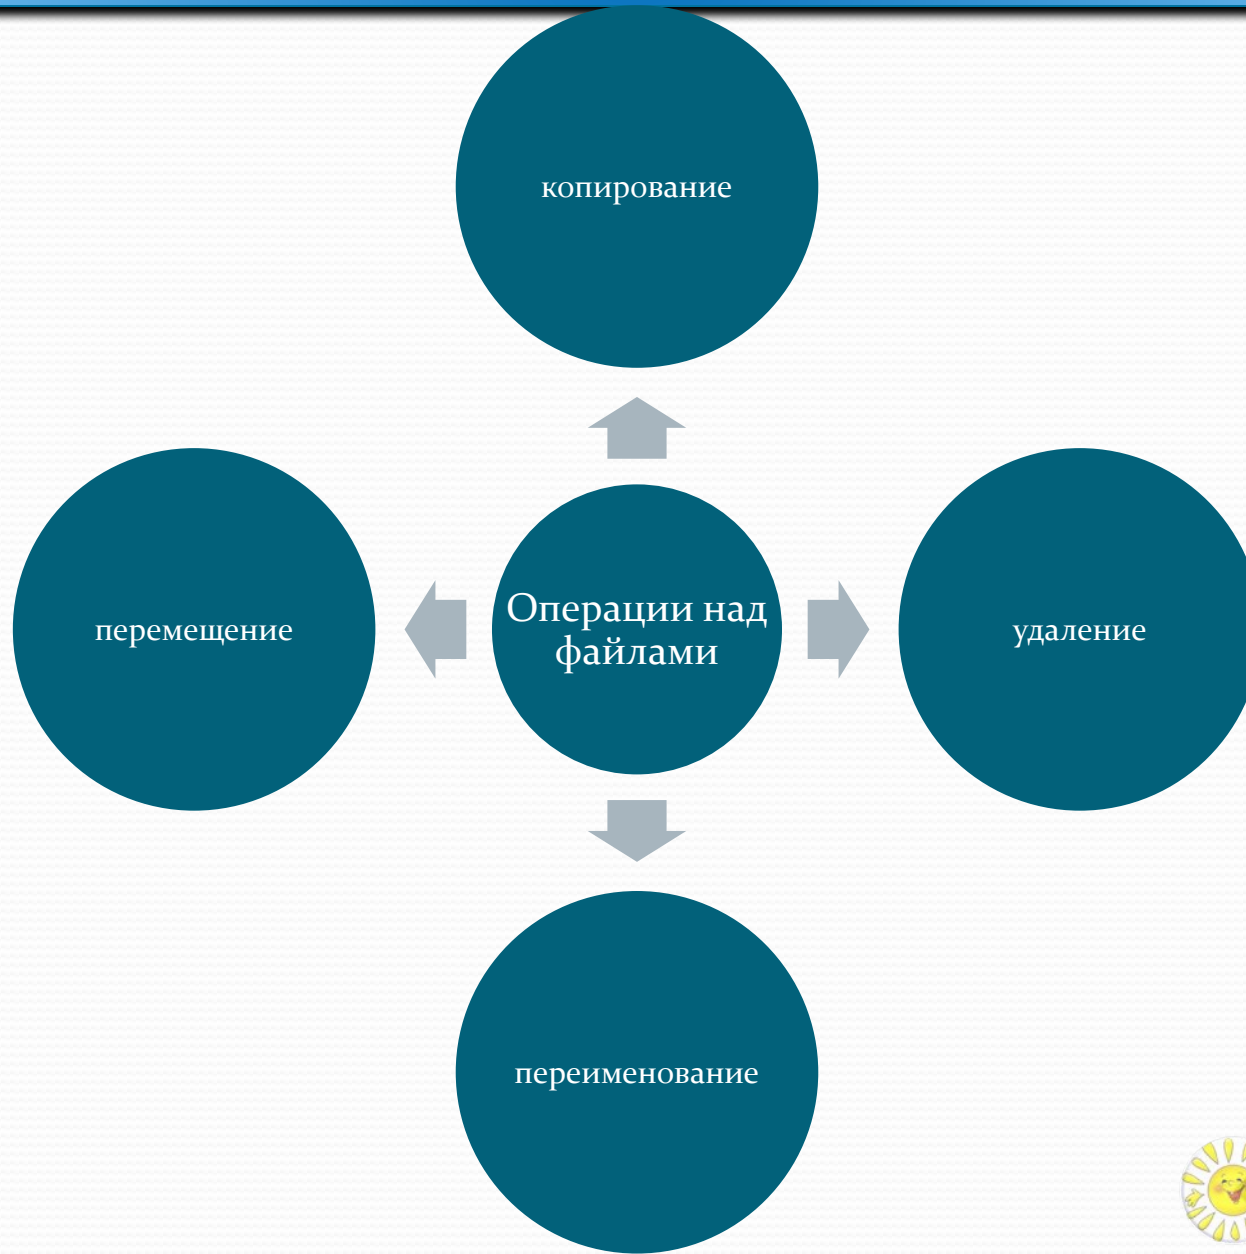 копирование
перемещение
Операции над
файлами
удаление
переименование